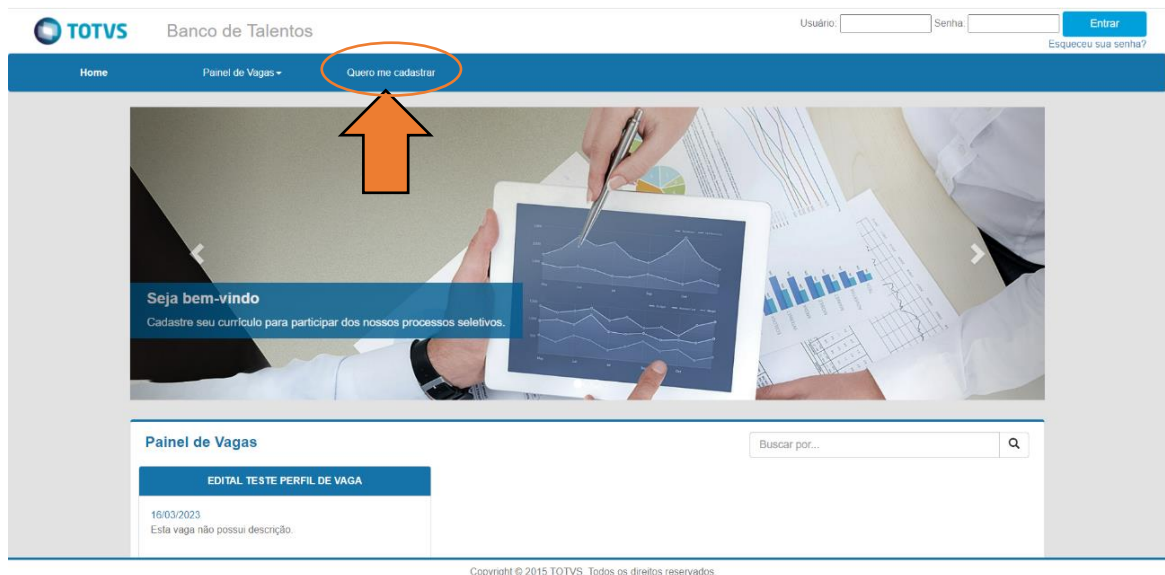 TOTVS
Banco de Talentos
Usuário:
Senha:
Entrar
Esqueceu sua senha?
Home
Painel de Vagas
Quero me cadastrar
Seja bem-vindo
Cadastre seu currículo para participar dos nossos processos seletivos.
Painel de Vagas
Buscar por...
EDITAL TESTE PERFIL DE VAGA
16/03/2023
Esta vaga não possui descrição.
Copyright © 2015 TOTVS. Todos os direitos reservados